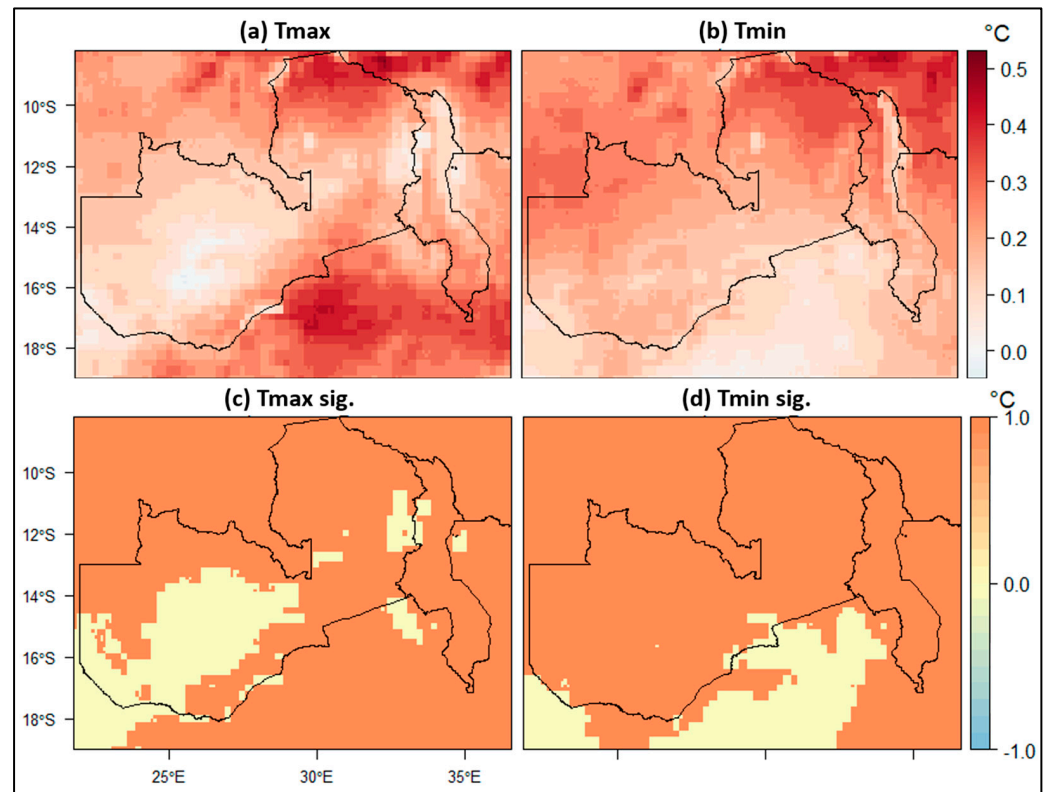 (a) Tmax
(b) Tmin
°C
10°S
12°S
14°S
16°S
18°S
0.5
0.4
0.3
0.2
0.1
0.0
(c) Tmax sig.
(d) Tmin sig.
°C
10°S
12°S
14°S
16°S
18°S
1.0
0.0
-1.0
25°E
30°E
35°E